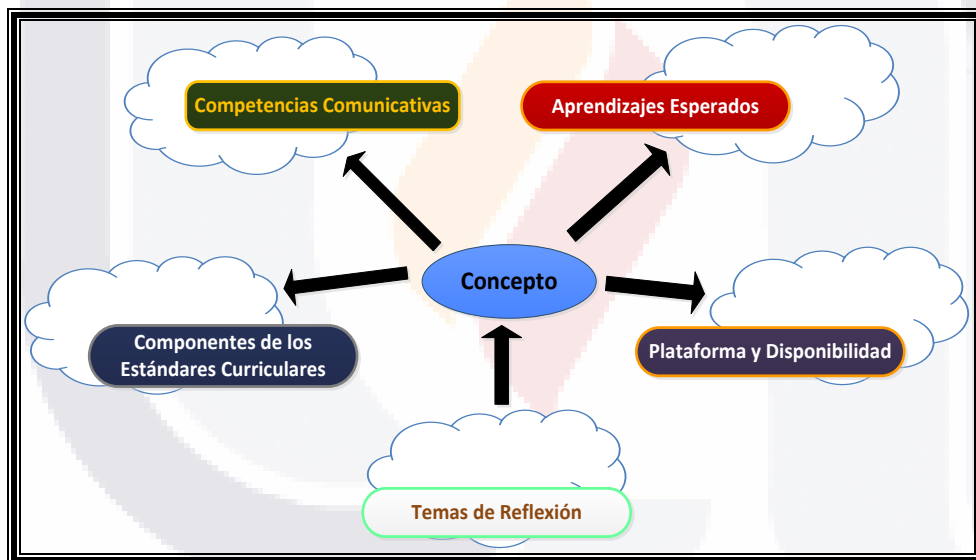 Competencias Comunicativas
Aprendizajes Esperados
Concepto
Componentes de los
Estándares Curriculares
Plataforma y Disponibilidad
Temas de Reflexión